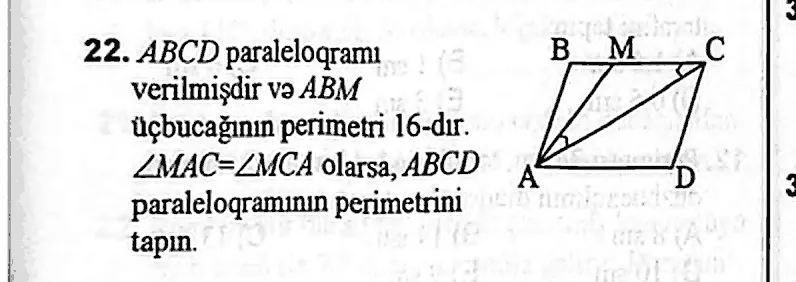 22. ABCD paraleloqramı
verilmişdir və ABM
üçbucağının perimetri 16-dır.
∠MAC=∠MCA olarsa, ABCD
paraleloqramının perimetrini
tapın.
B M C
A D